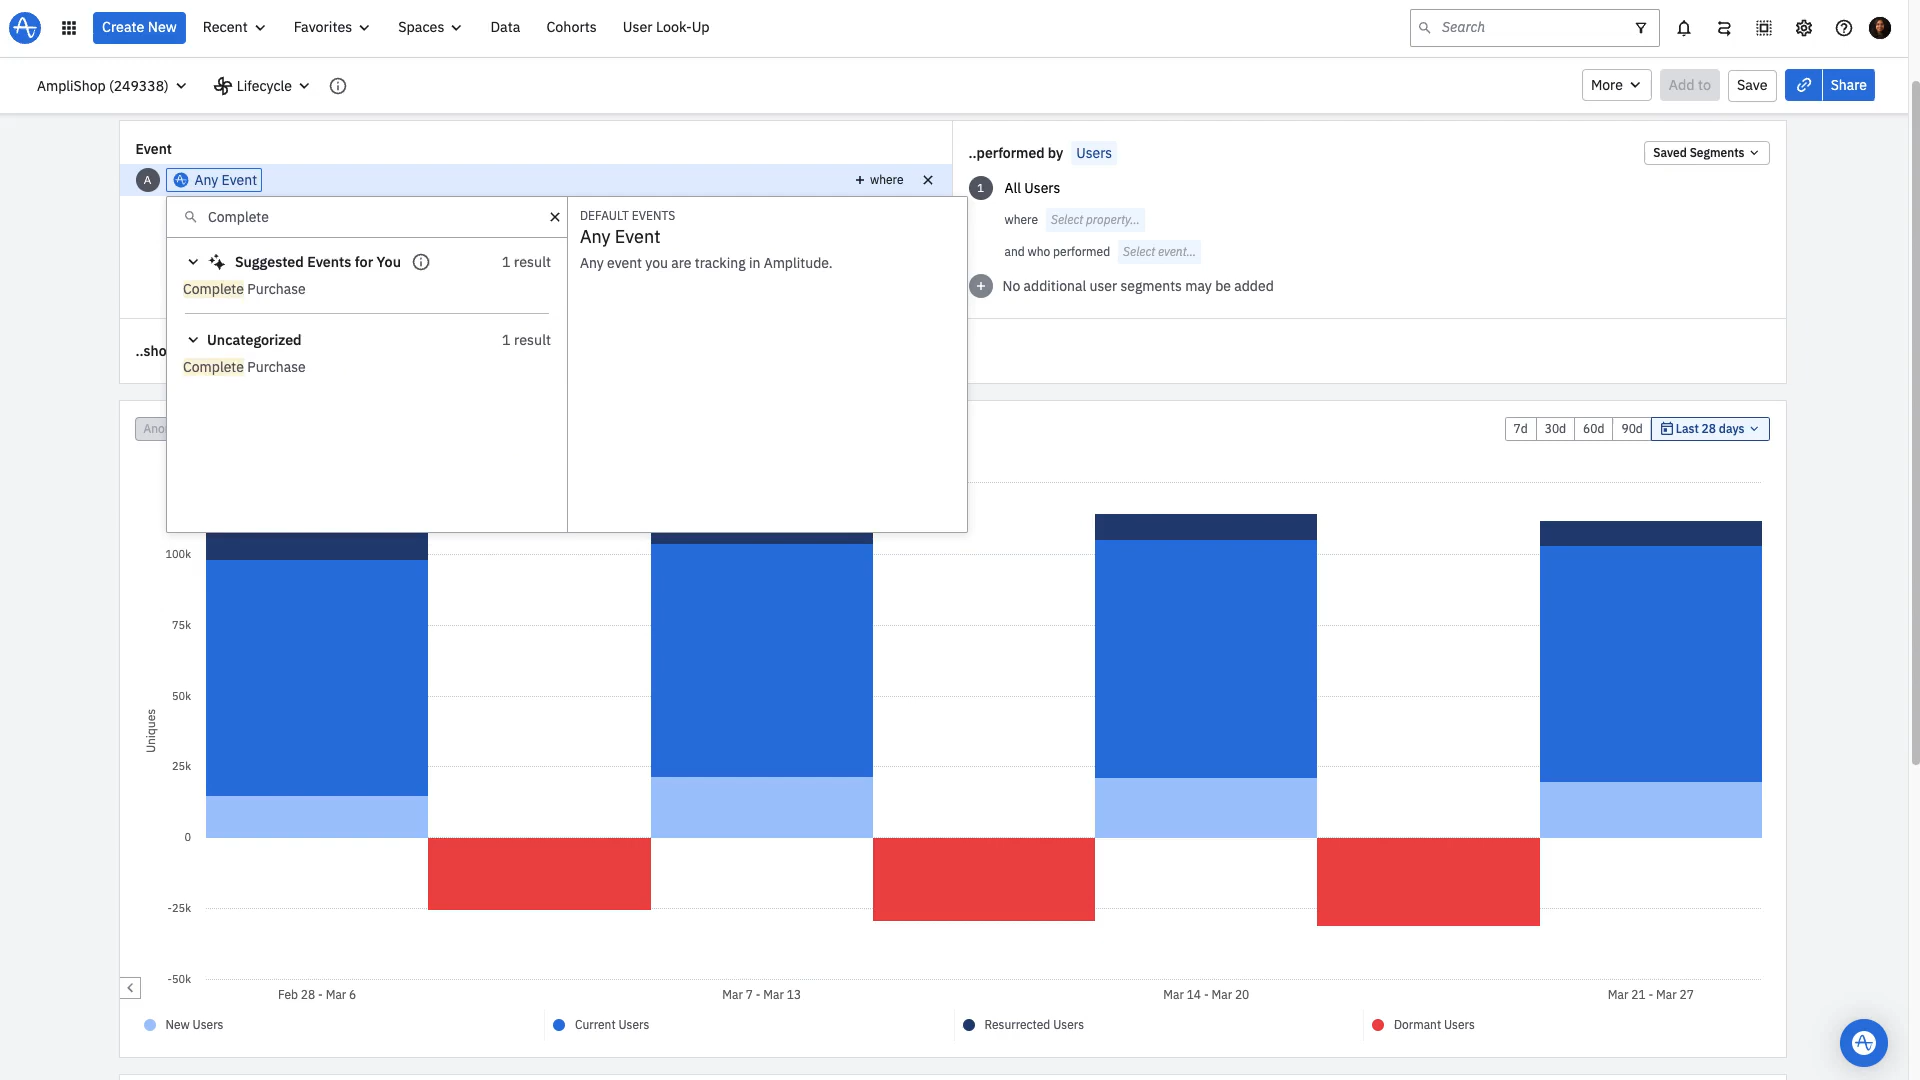 Create New
Recent
Favorites
Spaces
Data
Cohorts
User Look-Up
Search
AmpliShop (249338)
Lifecycle
More
Add to
Save
Share
Event
A
Any Event
+ where
Complete
Suggested Events for You
1 result
Complete Purchase
Uncategorized
1 result
Complete Purchase
DEFAULT EVENTS
Any Event
Any event you are tracking in Amplitude.
..performed by Users
Saved Segments
1 All Users
where Select property...
and who performed Select event...
No additional user segments may be added
..sho
Ano
7d 30d 60d 90d Last 28 days
100k
75k
50k
25k
0
-25k
-50k
Uniques
Feb 28 - Mar 6
Mar 7 - Mar 13
Mar 14 - Mar 20
Mar 21 - Mar 27
New Users
Current Users
Resurrected Users
Dormant Users